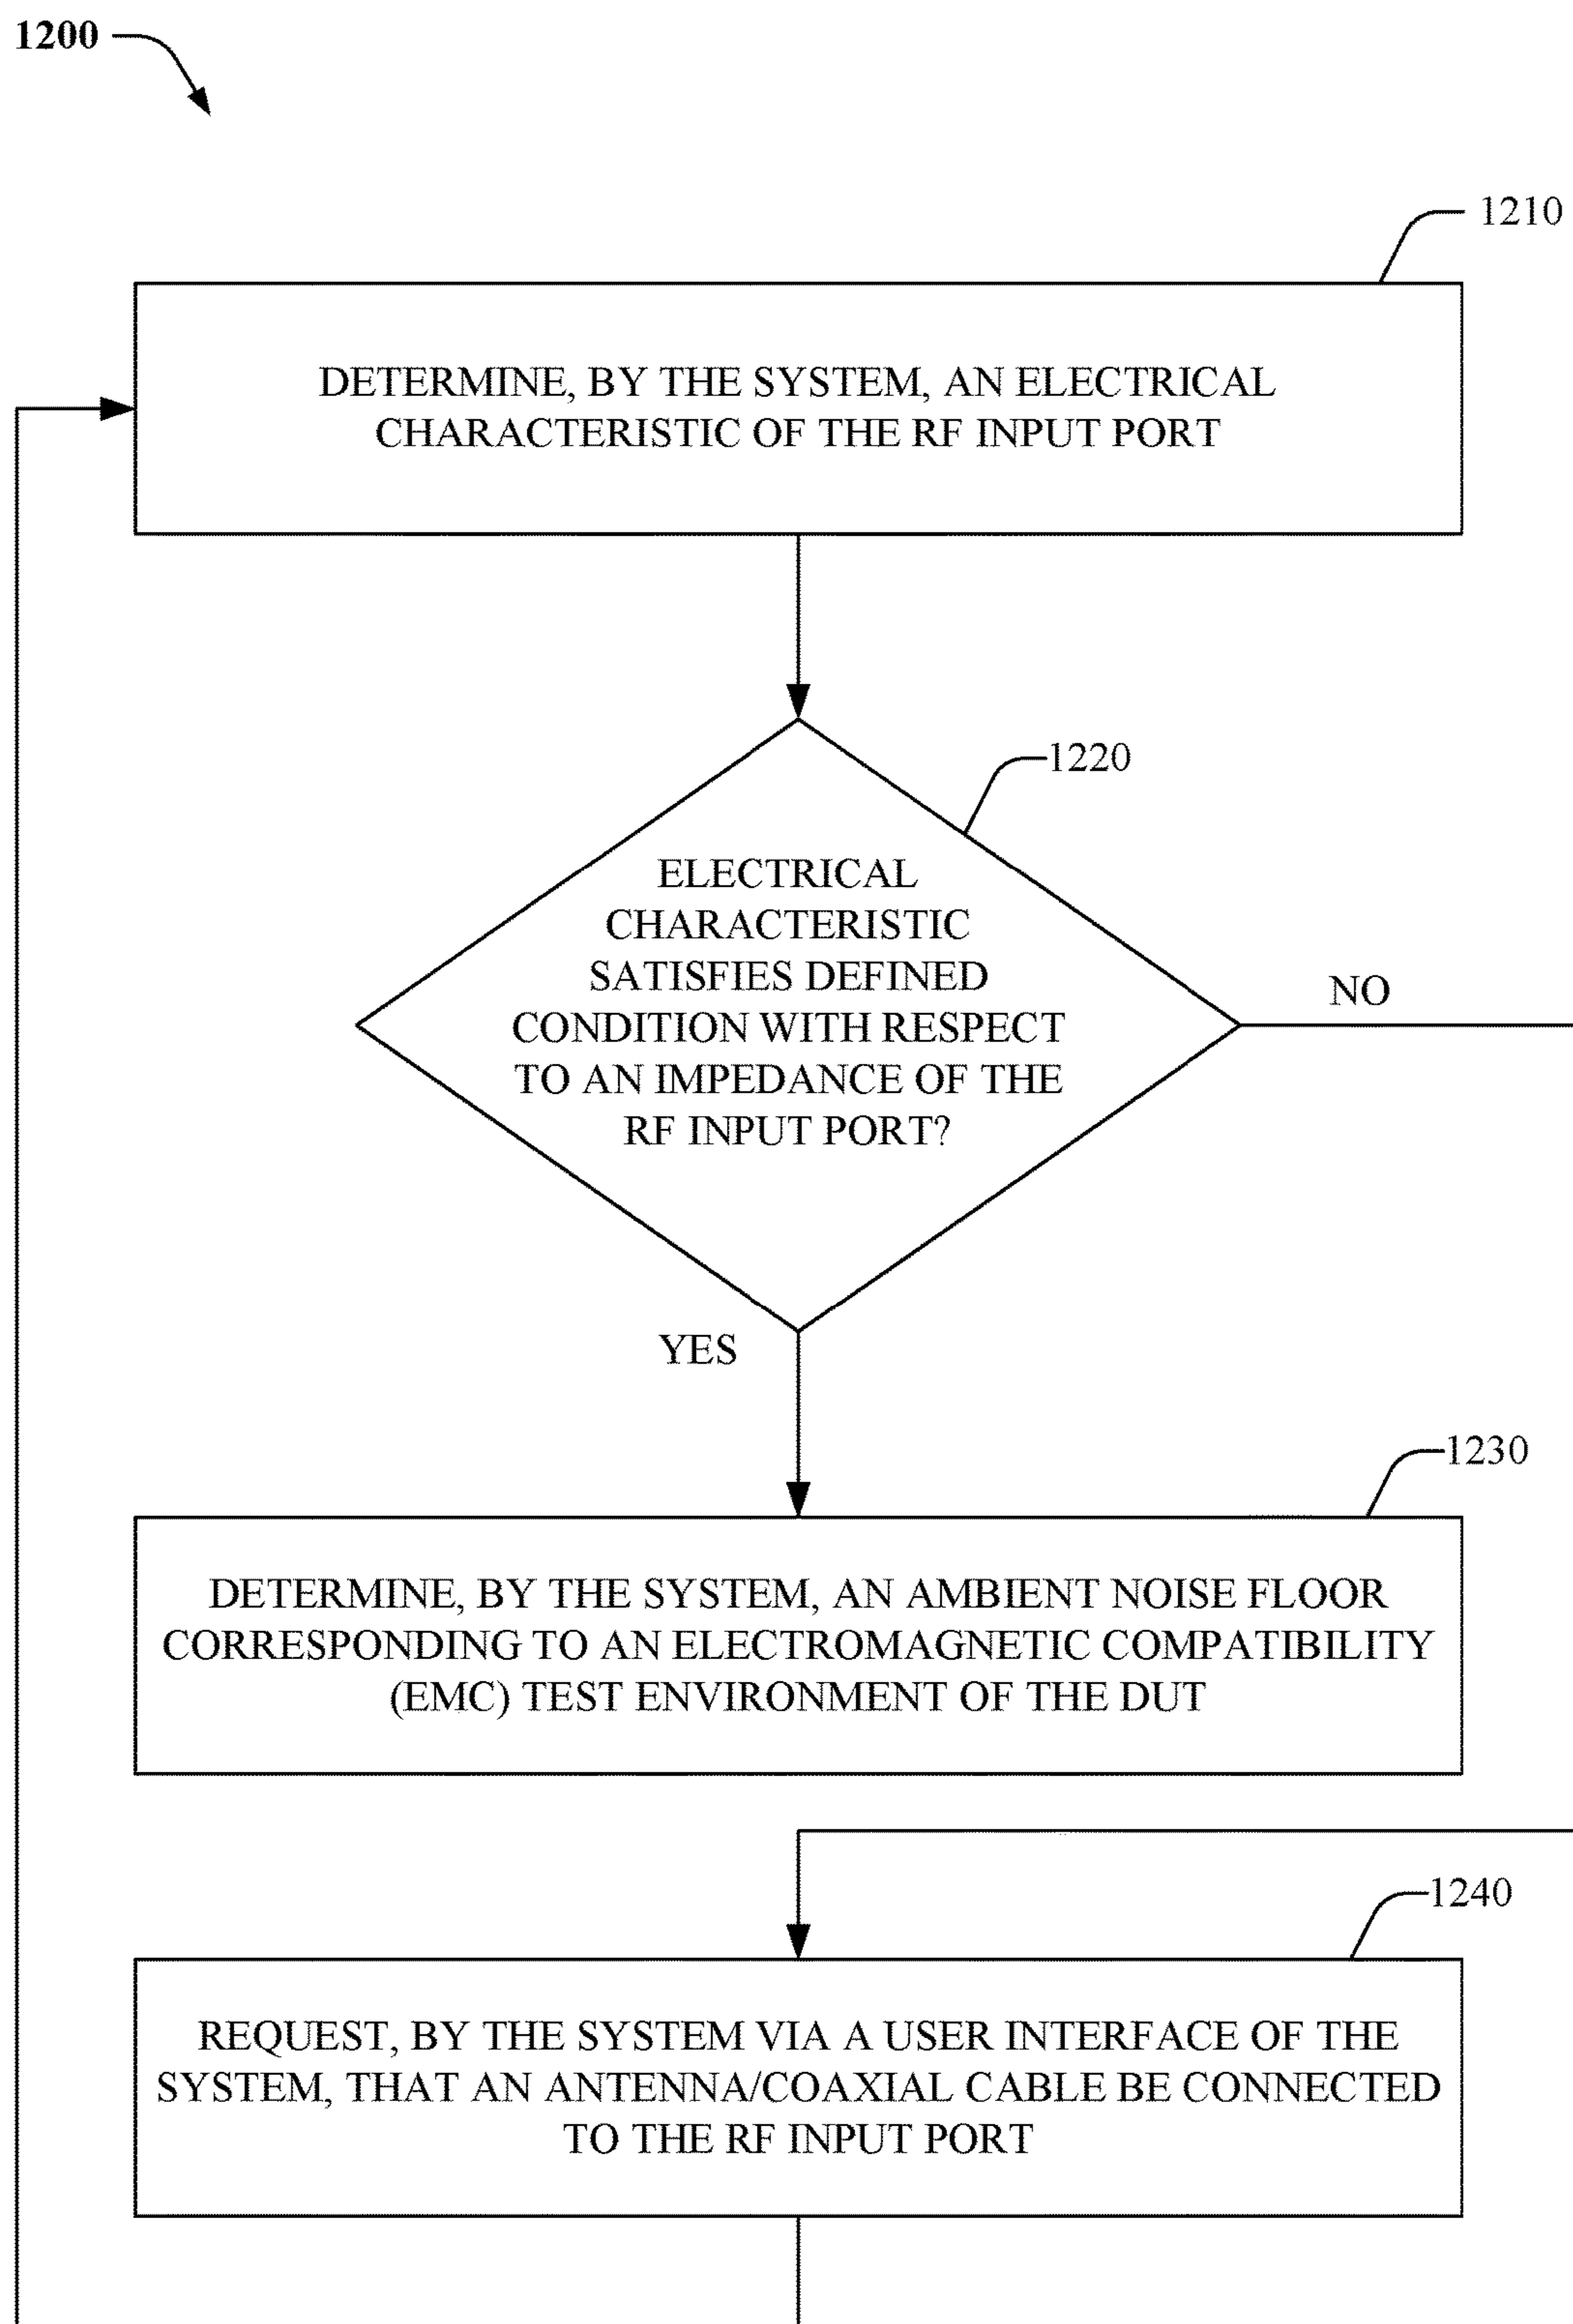 1200
1210
DETERMINE, BY THE SYSTEM, AN ELECTRICAL
CHARACTERISTIC OF THE RF INPUT PORT
1220
ELECTRICAL
CHARACTERISTIC
SATISFIES DEFINED
CONDITION WITH RESPECT
TO AN IMPEDANCE OF THE
RF INPUT PORT?
NO
YES
1230
DETERMINE, BY THE SYSTEM, AN AMBIENT NOISE FLOOR
CORRESPONDING TO AN ELECTROMAGNETIC COMPATIBILITY
(EMC) TEST ENVIRONMENT OF THE DUT
1240
REQUEST, BY THE SYSTEM VIA A USER INTERFACE OF THE
SYSTEM, THAT AN ANTENNA/COAXIAL CABLE BE CONNECTED
TO THE RF INPUT PORT